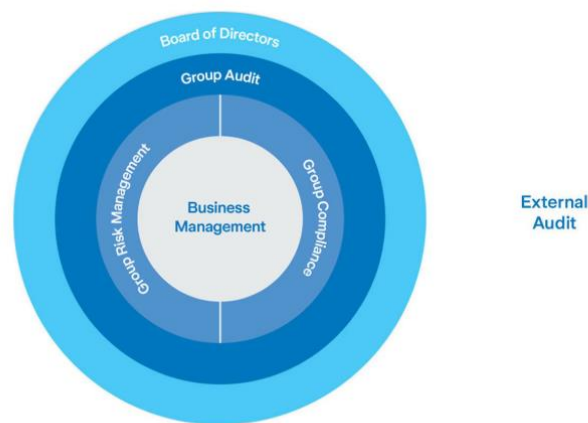 Board of Directors
Group Audit
Group Risk Management
Group Compliance
Business
Management
External
Audit